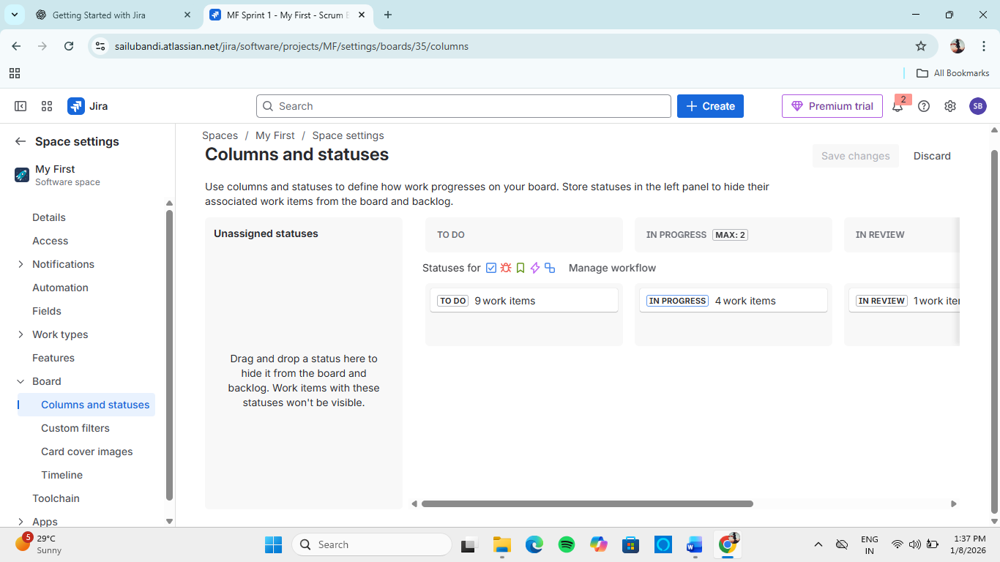 Getting Started with Jira
MF Sprint 1 - My First - Scrum B
sailubandi.atlassian.net/jira/software/projects/MF/settings/boards/35/columns
All Bookmarks
Jira
Search
Create
Premium trial
2
SB
Space settings
My First
Software space
Details
Access
Notifications
Automation
Fields
Work types
Features
Board
Columns and statuses
Custom filters
Card cover images
Timeline
Toolchain
Apps
Spaces / My First / Space settings
Columns and statuses
Save changes
Discard
Use columns and statuses to define how work progresses on your board. Store statuses in the left panel to hide their
associated work items from the board and backlog.
Unassigned statuses
Drag and drop a status here to
hide it from the board and
backlog. Work items with these
statuses won't be visible.
TO DO
IN PROGRESS MAX: 2
IN REVIEW
Statuses for
Manage workflow
TO DO 9 work items
IN PROGRESS 4 work items
IN REVIEW 1 work iter
5
29°C
Sunny
Search
ENG
IN
1:37 PM
1/8/2026